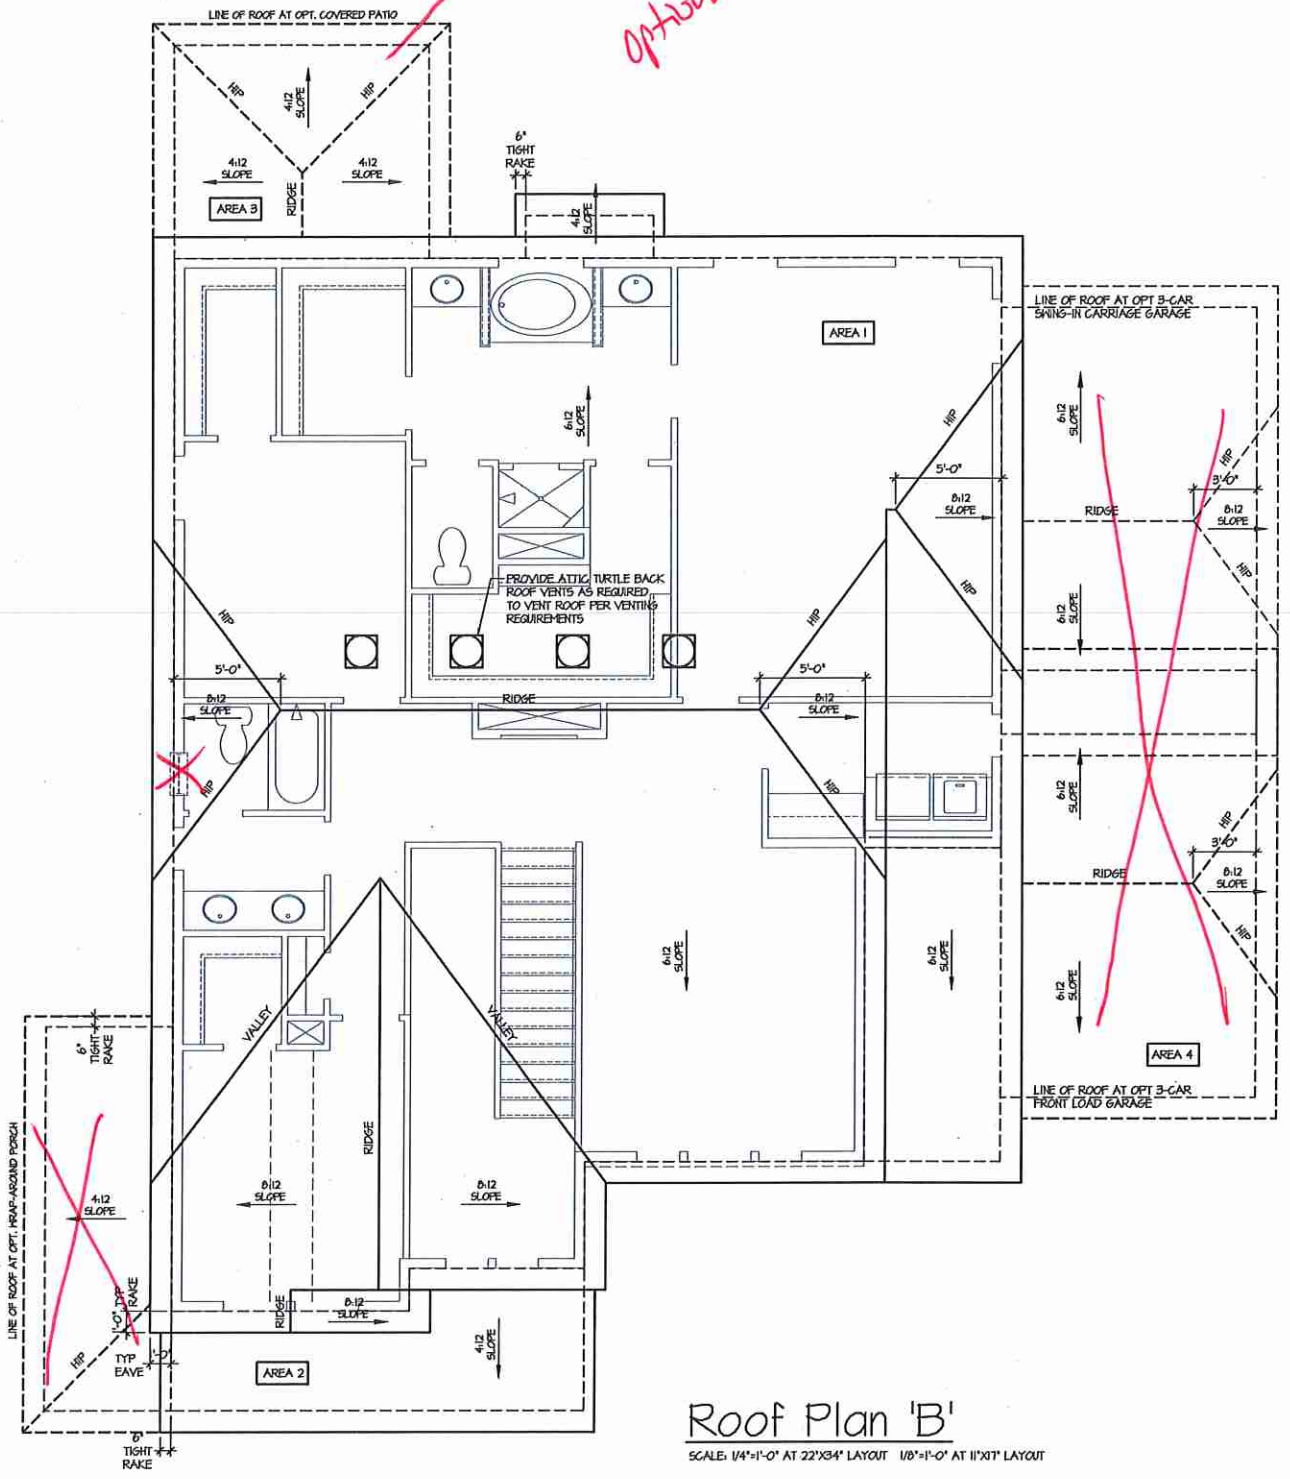 LINE OF ROOF AT OPT. COVERED PATIO
HIP
HIP
4:12
SLOPE
4:12
SLOPE
4:12
SLOPE
AREA 3
RIDGE
6"
TIGHT
RAKE
4:12
SLOPE
AREA 1
LINE OF ROOF AT OPT 3-CAR
SWING-IN CARRIAGE GARAGE
6:12
SLOPE
6:12
SLOPE
HIP
5'-0"
8:12
SLOPE
HIP
RIDGE
HIP
3'-0"
8:12
SLOPE
HIP
PROVIDE ATTIC TURTLE BACK
ROOF VENTS AS REQUIRED
TO VENT ROOF PER VENTING
REQUIREMENTS
HIP
HIP
6:12
SLOPE
5'-0"
8:12
SLOPE
RIDGE
5'-0"
8:12
SLOPE
HIP
HIP
6:12
SLOPE
HIP
3'-0"
RIDGE
8:12
SLOPE
HIP
6:12
SLOPE
6:12
SLOPE
6:12
SLOPE
VALLEY
VALLEY
AREA 4
6"
TIGHT
RAKE
LINE OF ROOF AT OPT 3-CAR
FRONT LOAD GARAGE
RIDGE
LINE OF ROOF AT OPT. WRAP-AROUND PORCH
4:12
SLOPE
8:12
SLOPE
8:12
SLOPE
1'-0" TYP
RAKE
RIDGE
8:12
SLOPE
HIP
TYP
EAVE
1'-0"
AREA 2
4:12
SLOPE
6"
TIGHT
RAKE
Roof Plan 'B'
SCALE: 1/4"=1'-0" AT 22"X34" LAYOUT 1/8"=1'-0" AT 11"X17" LAYOUT